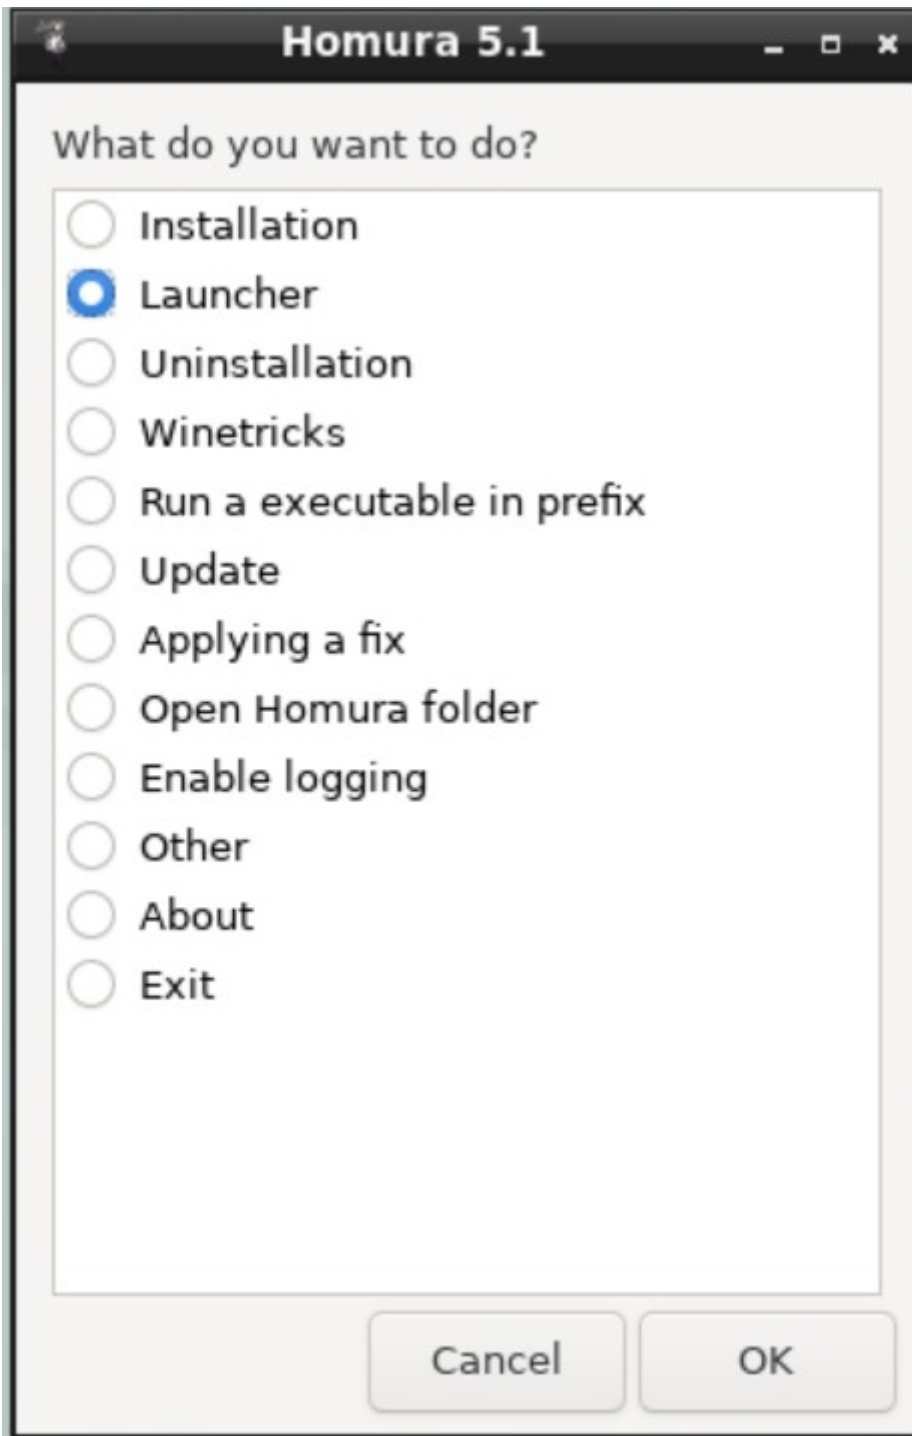 Homura 5.1
What do you want to do?
Installation
Launcher
Uninstallation
Winetricks
Run a executable in prefix
Update
Applying a fix
Open Homura folder
Enable logging
Other
About
Exit
Cancel OK